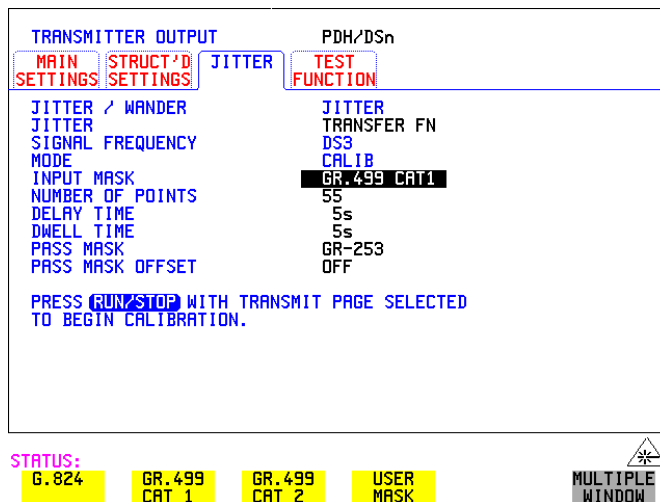 TRANSMITTER OUTPUT PDH/DSn
MAIN SETTINGS STRUCT'D SETTINGS JITTER TEST FUNCTION
JITTER / WANDER JITTER
JITTER TRANSFER FN
SIGNAL FREQUENCY DS3
MODE CALIB
INPUT MASK GR.499 CAT1
NUMBER OF POINTS 55
DELAY TIME 5s
DWELL TIME 5s
PASS MASK GR-253
PASS MASK OFFSET OFF
PRESS RUN/STOP WITH TRANSMIT PAGE SELECTED
TO BEGIN CALIBRATION.
STATUS:
G.824 GR.499 CAT 1 GR.499 CAT 2 USER MASK MULTIPLE WINDOW